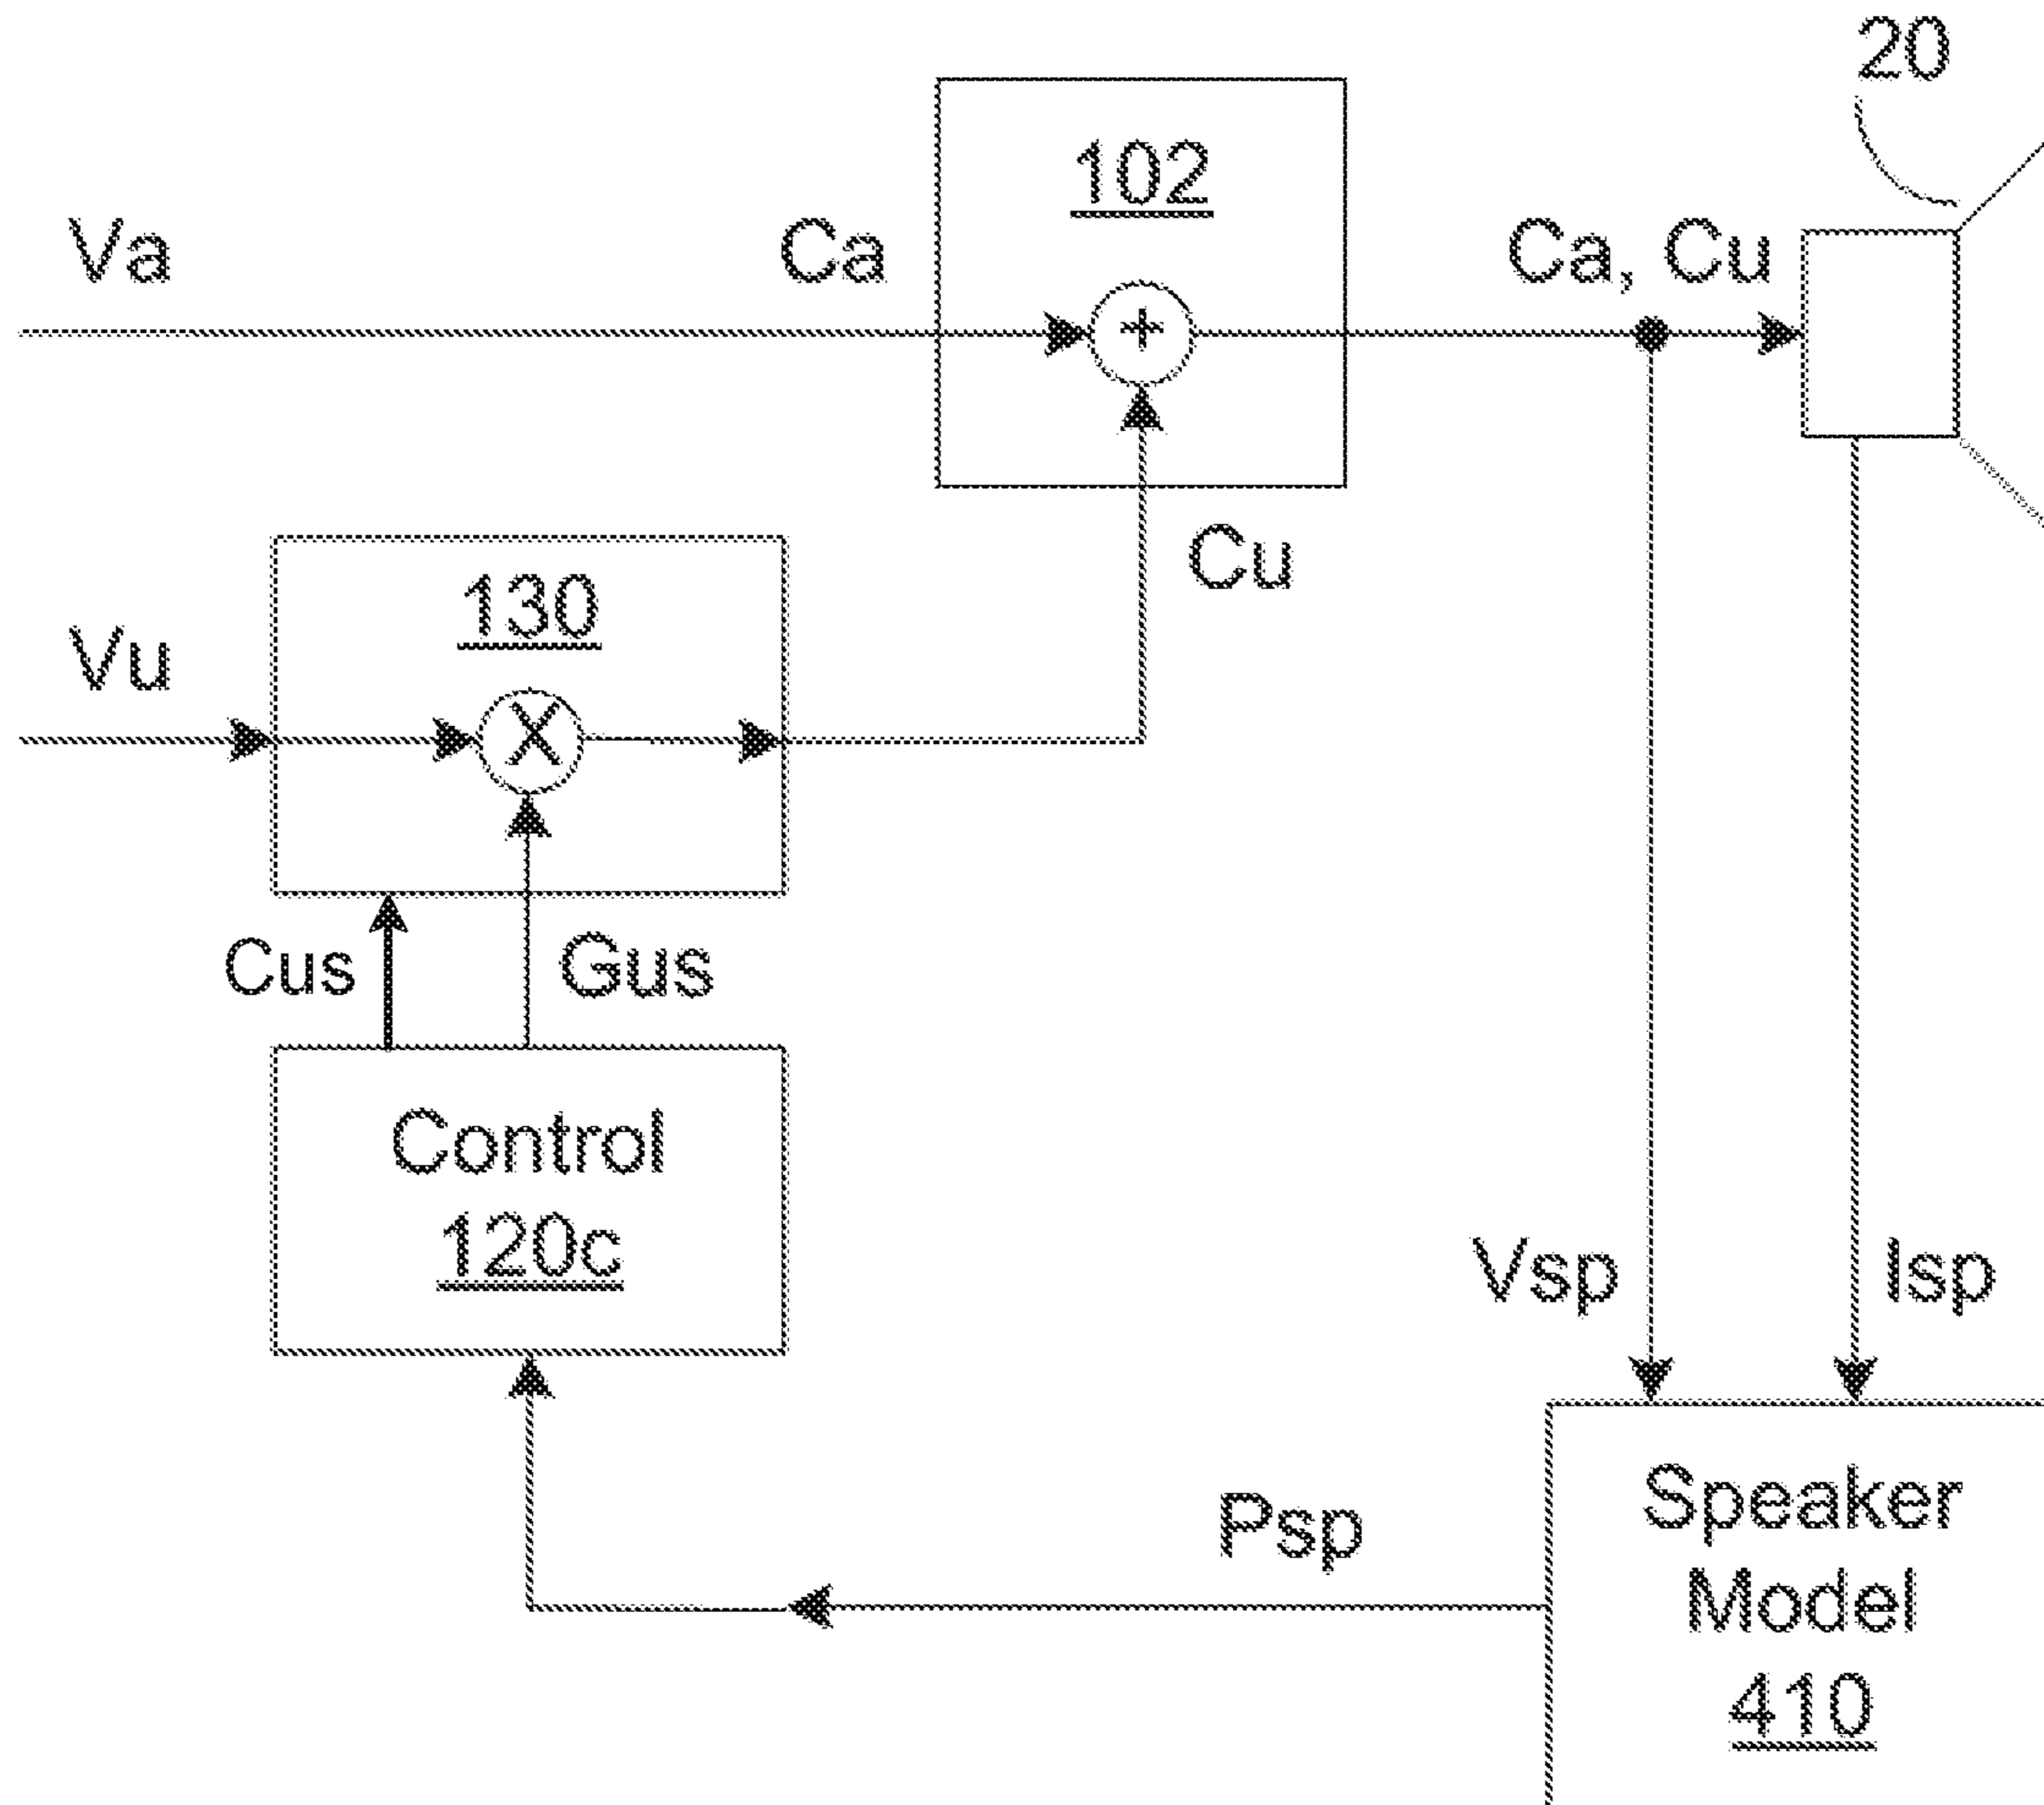 20
102
Va
Ca
Ca, Cu
+
Cu
130
Vu
X
Cus
Gus
Control
120c
Vsp
Isp
Psp
Speaker
Model
410